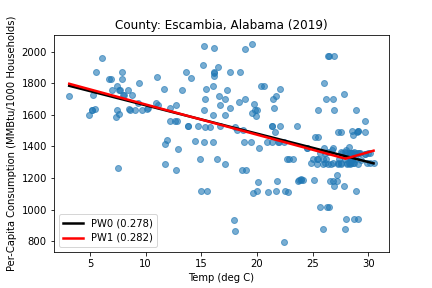 County: Escambia, Alabama (2019)
Per-Capita Consumption (MMBtu/1000 Households)
2000
1800
1600
1400
1200
1000
800
PW0 (0.278)
PW1 (0.282)
5 10 15 20 25 30
Temp (deg C)